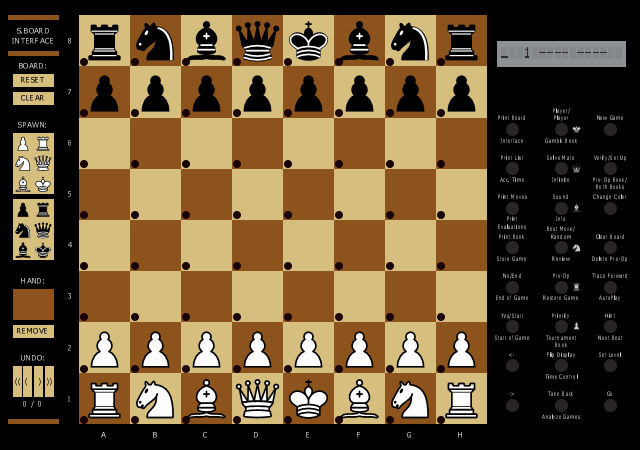 S.BOARD
INTERFACE
BOARD:
RESET
CLEAR
SPAWN:
HAND:
REMOVE
UNDO:
0 / 0
8
7
6
5
4
3
2
1
A B C D E F G H
1 ---- -----
Player/
Print Board Player New Game
Interface Gambit Book
Print List Solve Mate Verify/Set Up
Acc. Time Infinite Pro-Op Book/
Both Books
Print Moves Sound Change Color
Print Info
Evaluations
Best Move/
Print Book Random Clear Board
Store Game Review Delete Pro-Op
No/End Pro-Op Trace Forward
End of Game Restore Game AutoPlay
Yes/Start Priority Hint
Start of Game Tournament Next Best
Book
<- Flip Display Set Level
Time Control
-> Take Back Go
Analyze Games